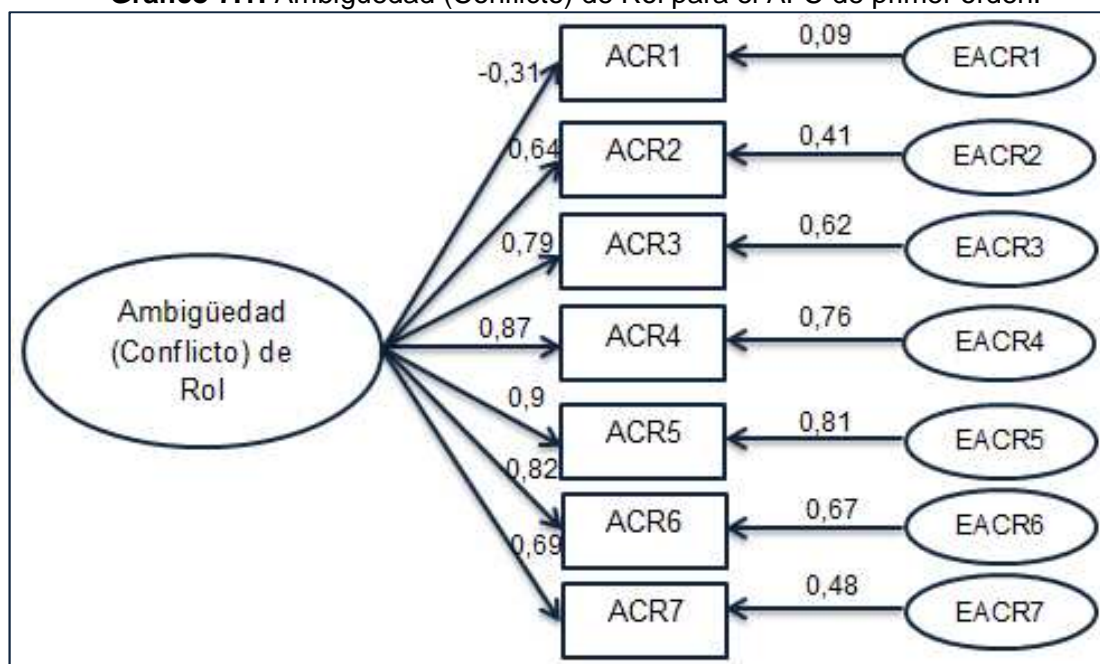 Gráfico Ambigüedad (Conflicto) de Rol para el AFC de primer orden.
Ambigüedad
(Conflicto) de
Rol
-0,31
ACR1
0,09
EACR1
0,64
ACR2
0,41
EACR2
0,79
ACR3
0,62
EACR3
0,87
ACR4
0,76
EACR4
0,9
ACR5
0,81
EACR5
0,82
ACR6
0,67
EACR6
0,69
ACR7
0,48
EACR7